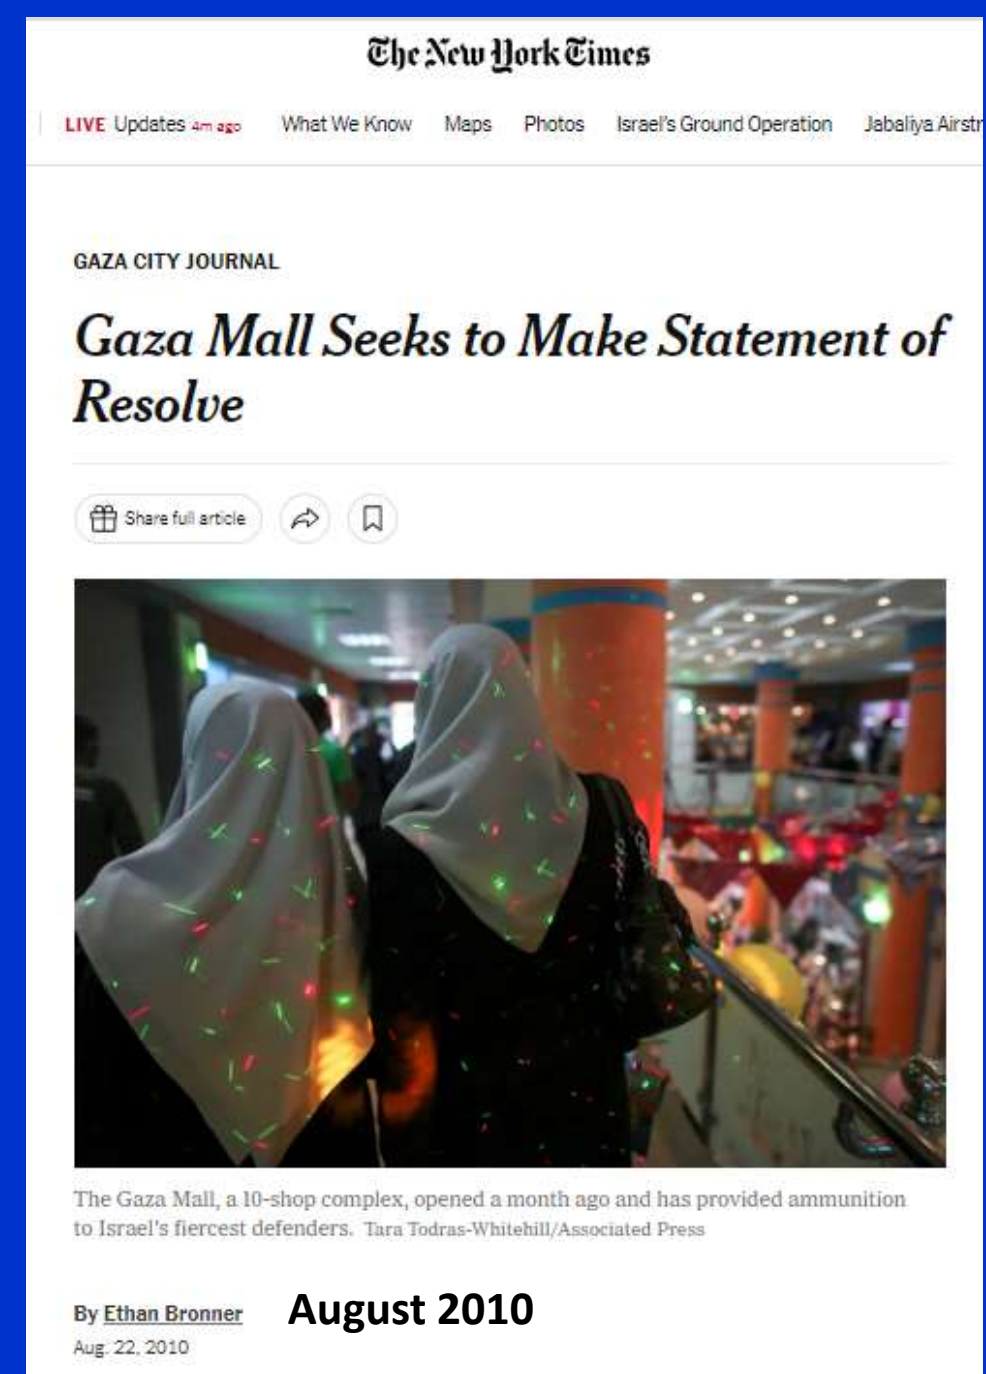 The New York Times
LIVE Updates 4m ago What We Know Maps Photos Israel's Ground Operation Jabaliya Airstr
GAZA CITY JOURNAL
Gaza Mall Seeks to Make Statement of
Resolve
Share full article
The Gaza Mall, a 10-shop complex, opened a month ago and has provided ammunition
to Israel's fiercest defenders. Tara Todras-Whitehill/Associated Press
By Ethan Bronner August 2010
Aug. 22, 2010